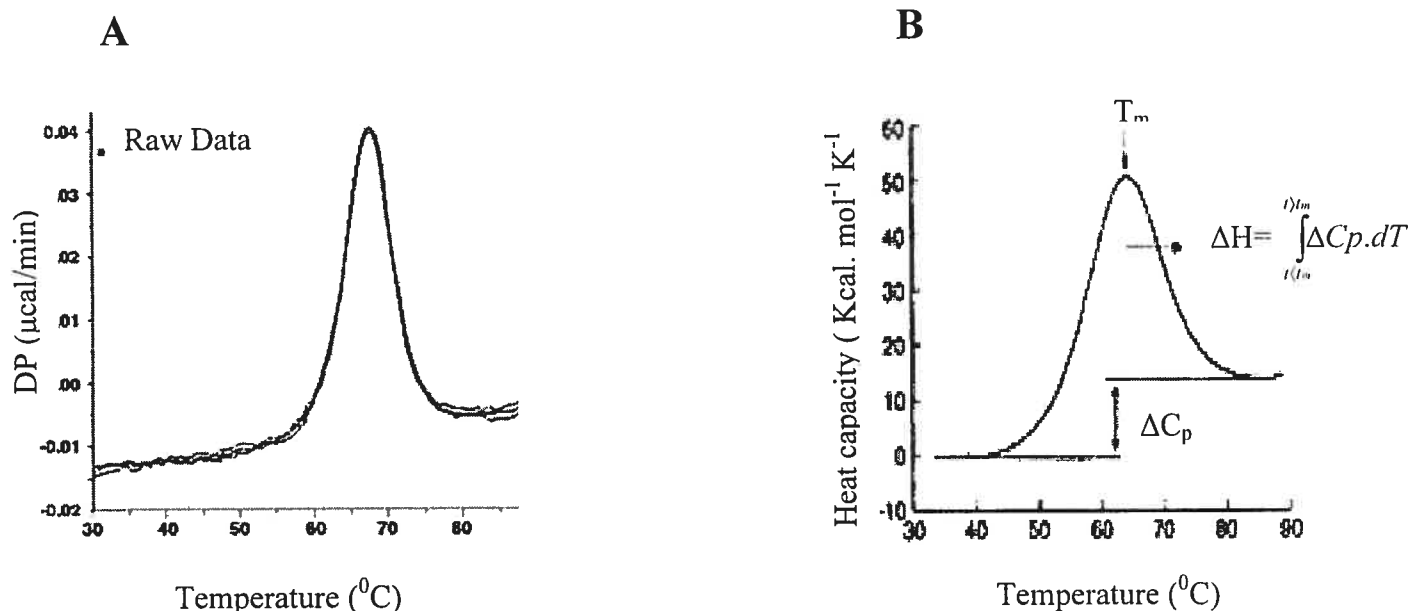 A
Raw Data
0.04
.03
.02
.01
.00
-0.01
-0.02
DP (µcal/min)
30 40 50 60 70 80
Temperature (⁰C)
B
Tₘ
60
50
40
30
20
10
0
-10
Heat capacity ( Kcal. mol⁻¹ K⁻¹)
ΔH= ∫ΔCp.dT
t⟩tm
t⟨tm
ΔCₚ
30 40 50 60 70 80 90
Temperature (⁰C)